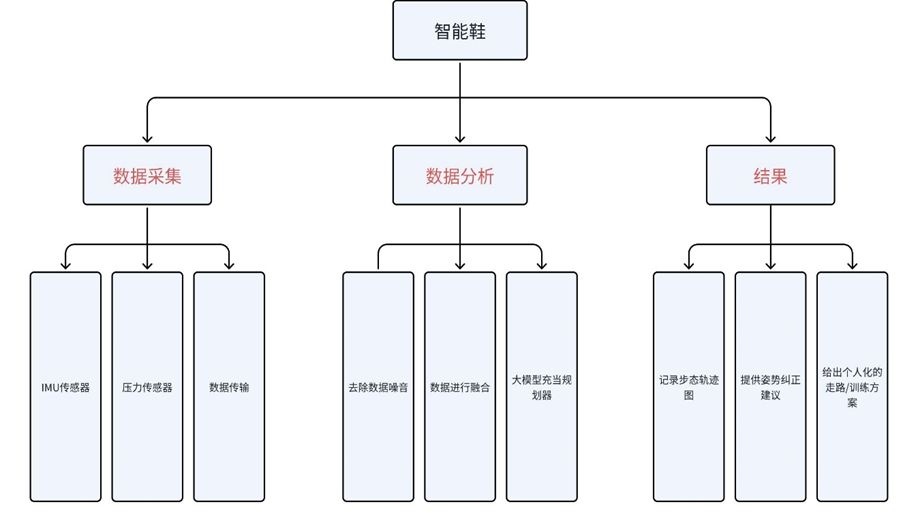 智能鞋
数据采集
数据分析
结果
IMU传感器
压力传感器
数据传输
去除数据噪音
数据进行融合
大模型充当规
划器
记录步态轨迹
图
提供姿势纠正
建议
给出个人化的
走路/训练方
案